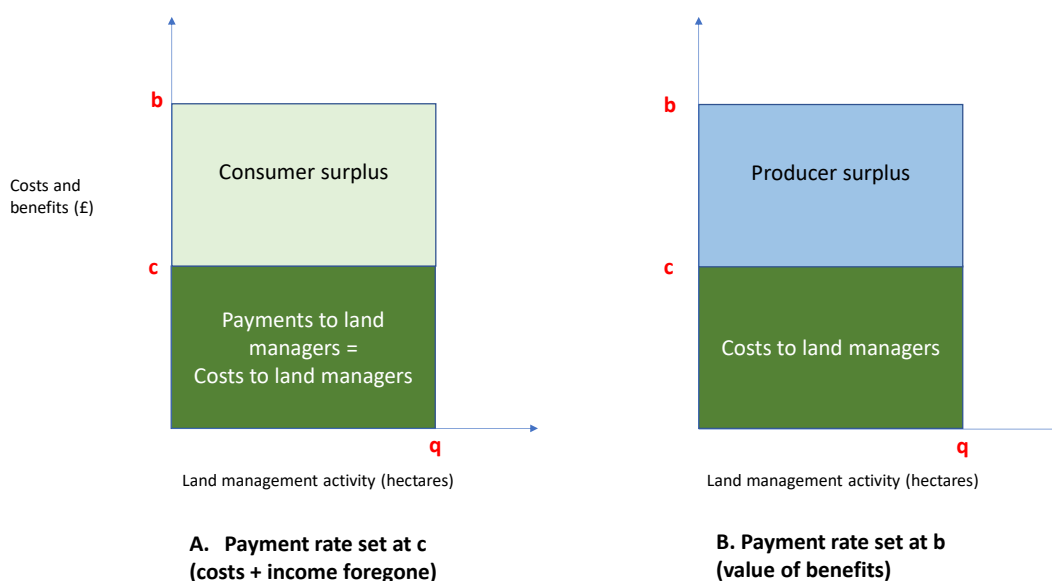 b
Consumer surplus
Costs and
benefits (£)
c
Payments to land
managers =
Costs to land managers
q
Land management activity (hectares)
A. Payment rate set at c
(costs + income foregone)
b
Producer surplus
c
Costs to land managers
q
Land management activity (hectares)
B. Payment rate set at b
(value of benefits)